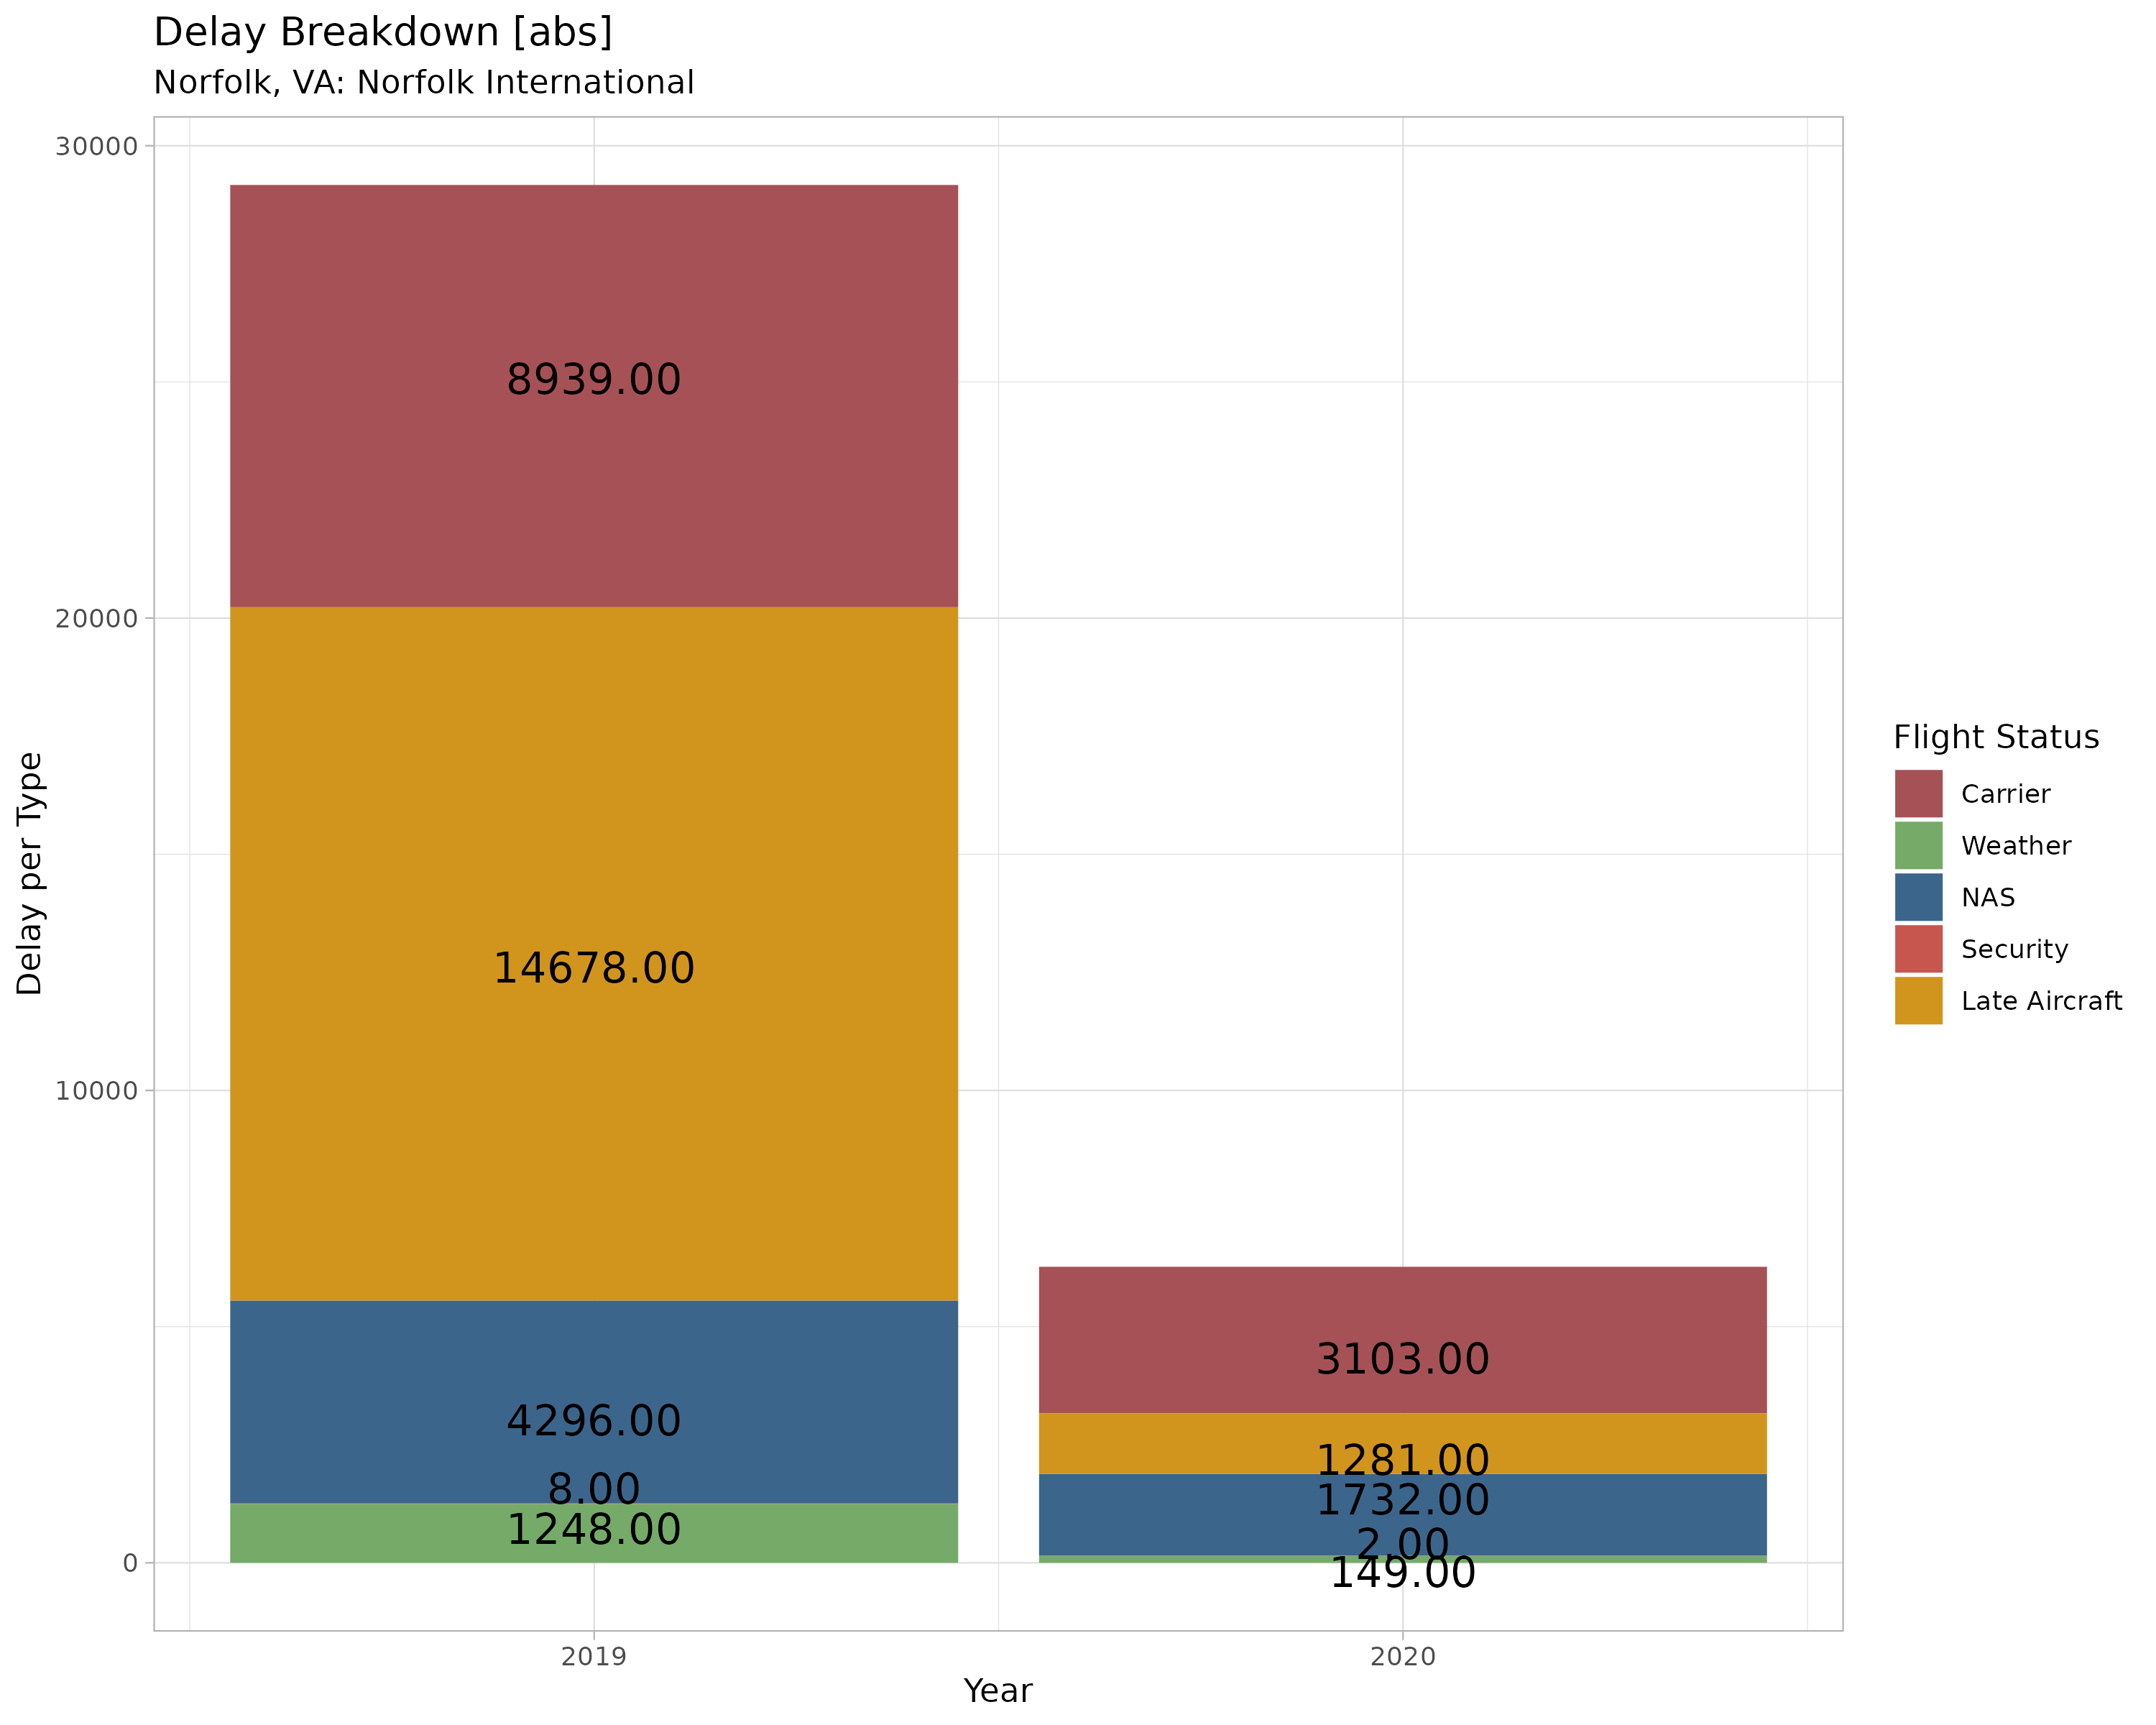 Delay Breakdown [abs]
Norfolk, VA: Norfolk International
30000
20000
10000
0
Delay per Type
8939.00
14678.00
4296.00
8.00
1248.00
3103.00
1281.00
1732.00
2.00
149.00
2019
2020
Year
Flight Status
Carrier
Weather
NAS
Security
Late Aircraft